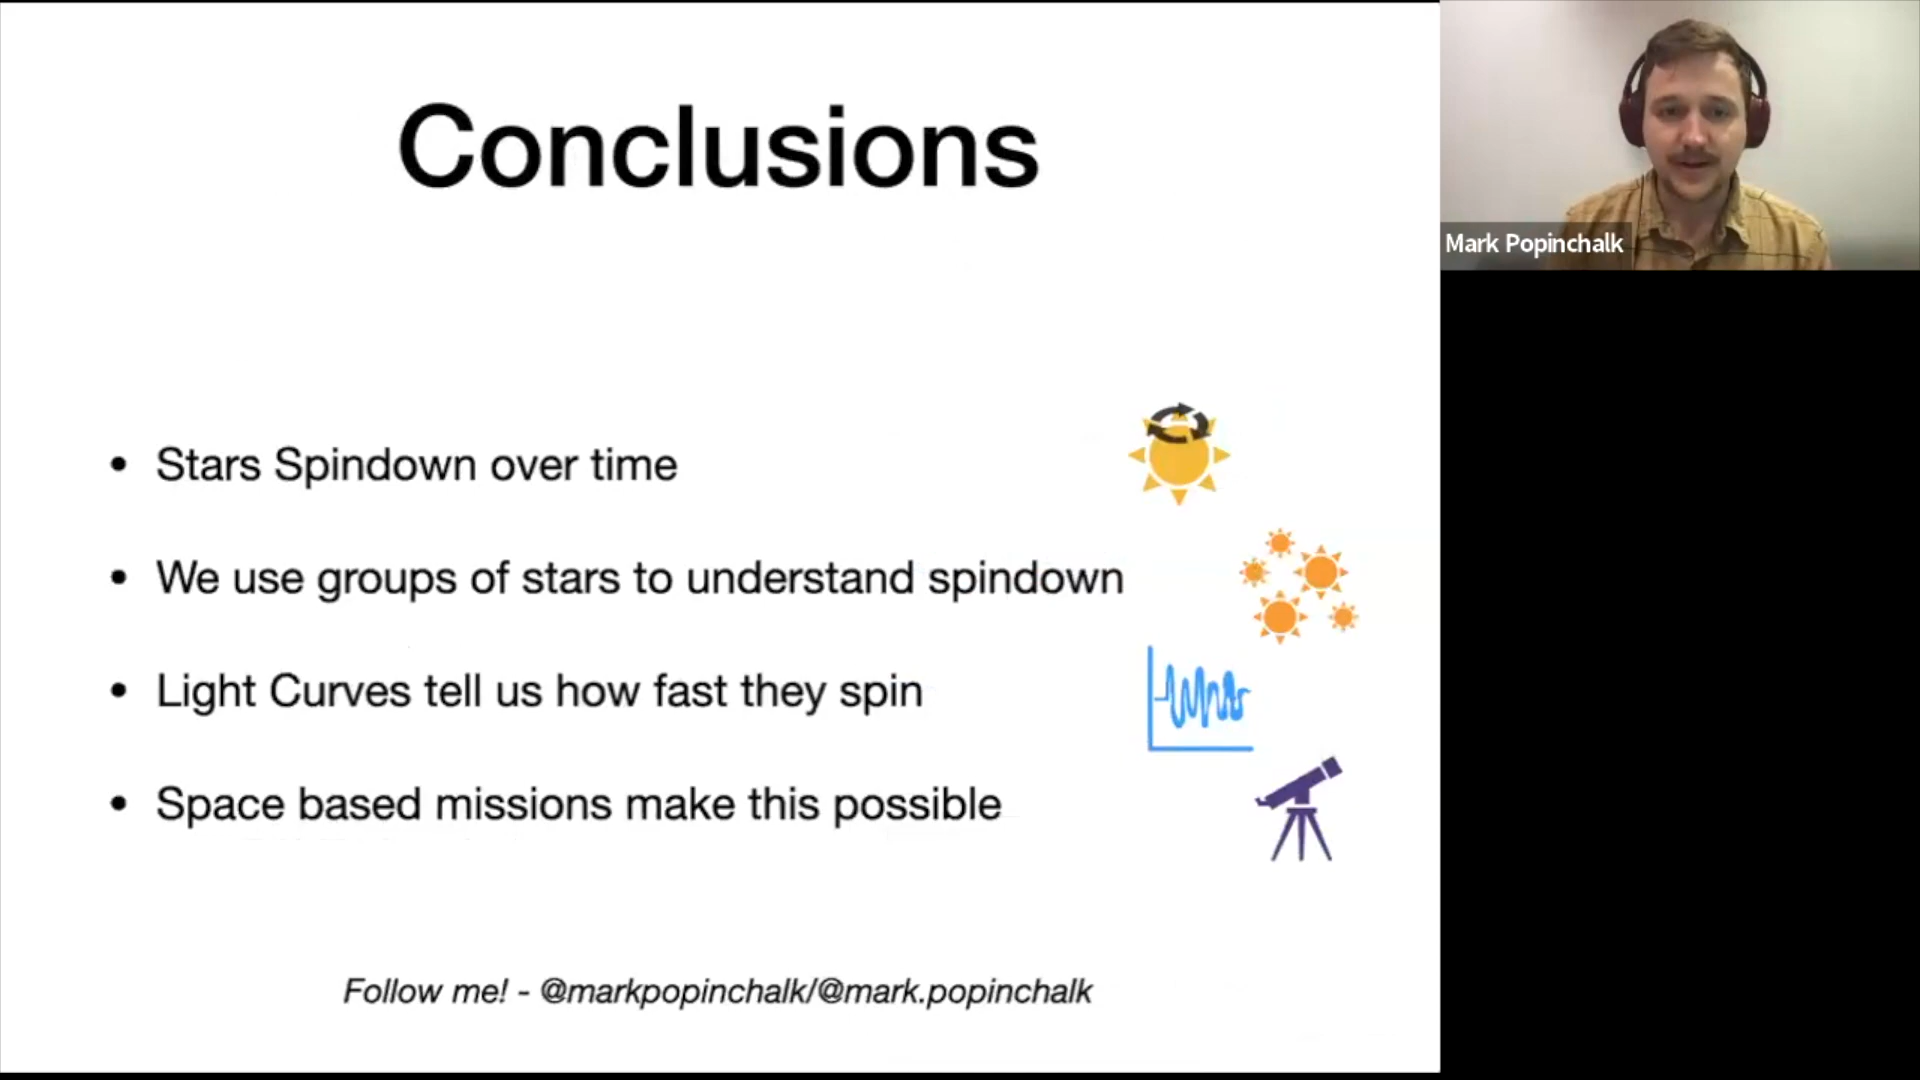 Conclusions
• Stars Spindown over time
• We use groups of stars to understand spindown
• Light Curves tell us how fast they spin
• Space based missions make this possible
Follow me! - @markpopinchalk/@mark.popinchalk
Mark Popinchalk